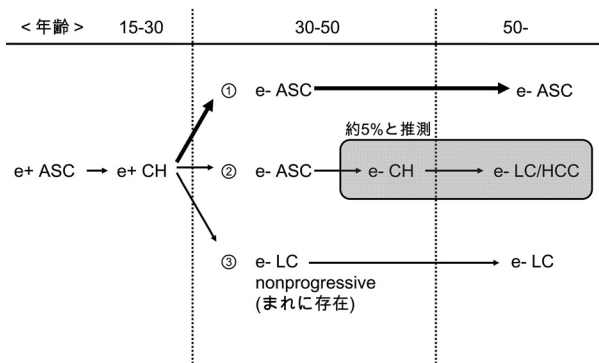 ＜年齢＞ 15-30 30-50 50-
① e- ASC e- ASC
約5%と推測
e+ ASC e+ CH ② e- ASC e- CH e- LC/HCC
③ e- LC e- LC
nonprogressive
(まれに存在)